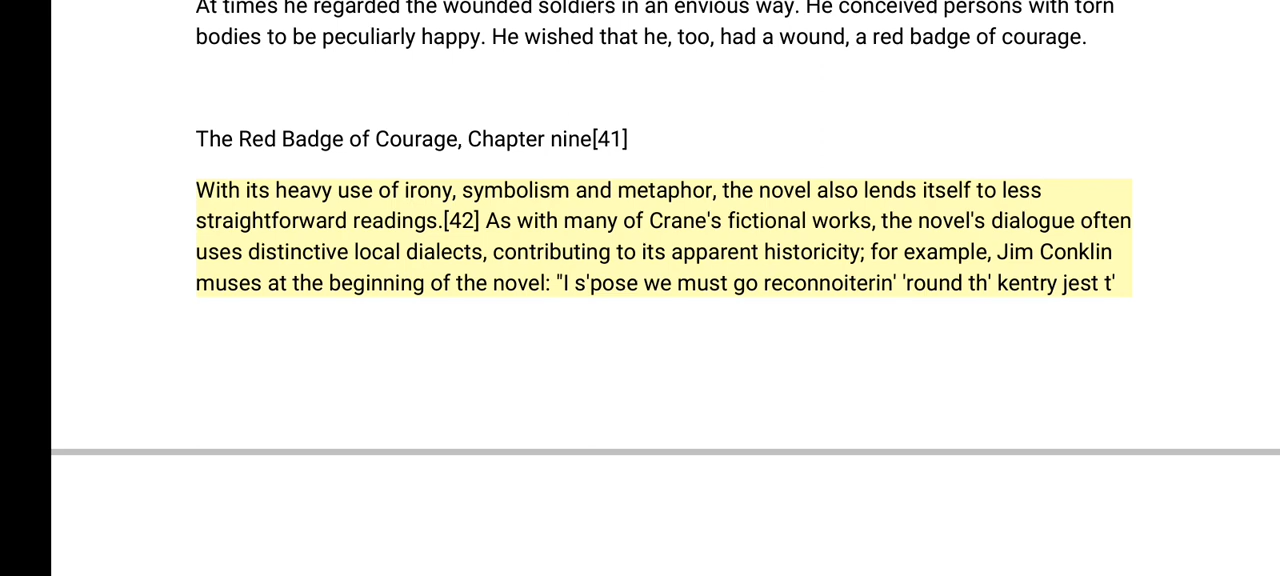 At times he regarded the wounded soldiers in an envious way. He conceived persons with torn
bodies to be peculiarly happy. He wished that he, too, had a wound, a red badge of courage.
The Red Badge of Courage, Chapter nine[41]
With its heavy use of irony, symbolism and metaphor, the novel also lends itself to less
straightforward readings.[42] As with many of Crane's fictional works, the novel's dialogue often
uses distinctive local dialects, contributing to its apparent historicity; for example, Jim Conklin
muses at the beginning of the novel: "I s'pose we must go reconnoiterin' 'round th' kentry jest t'